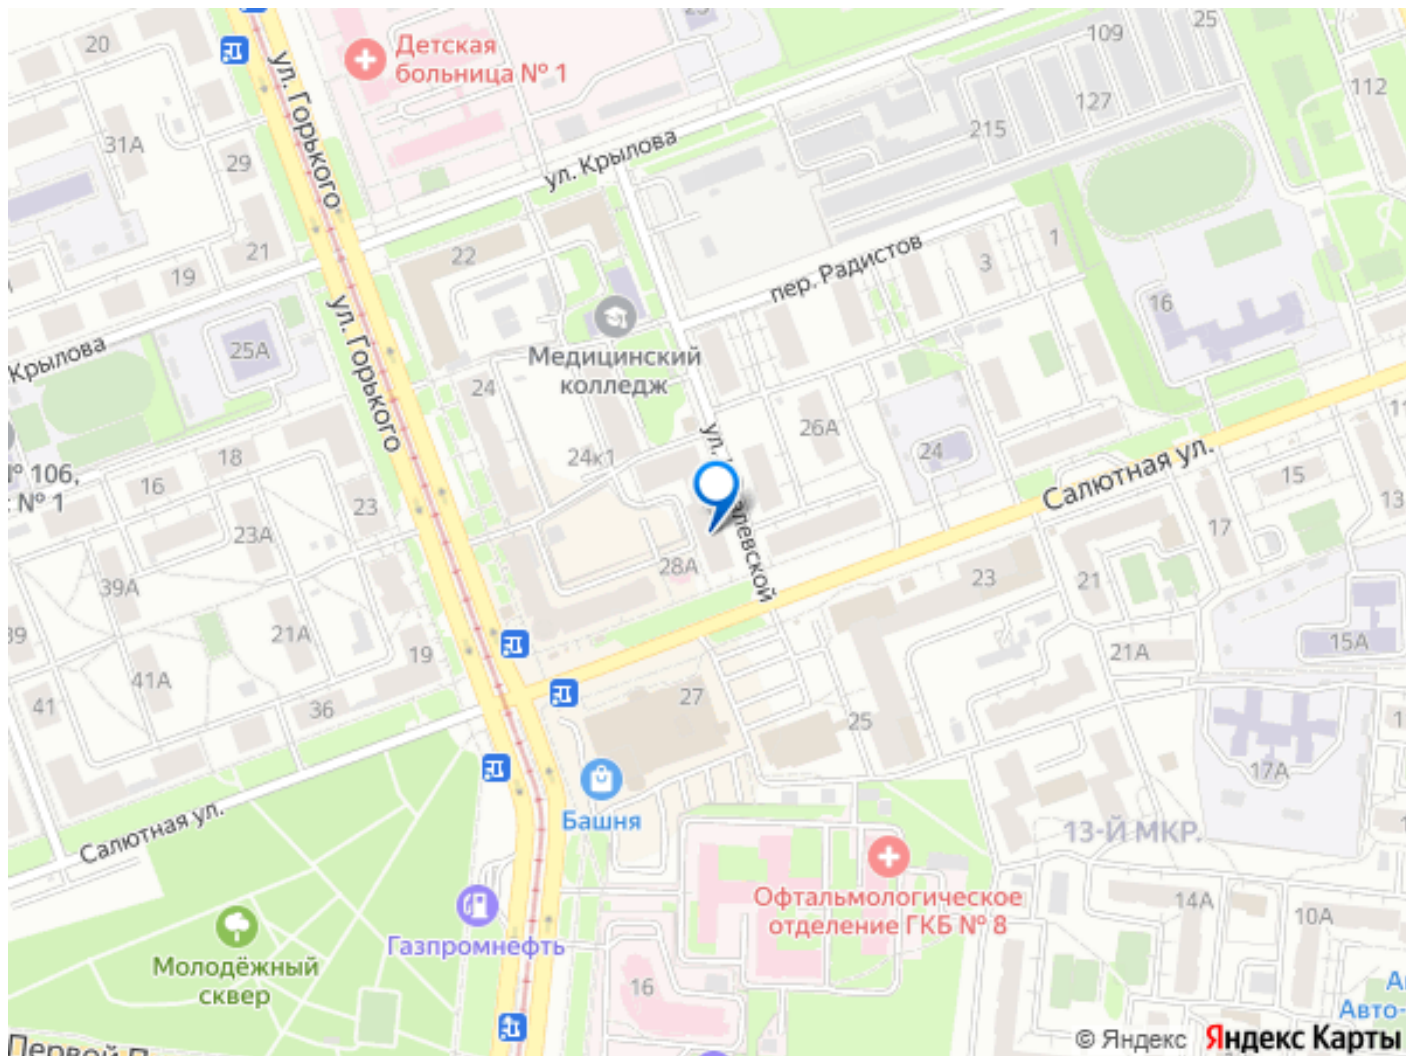 20
Детская
больница № 1
25
109
112
127
215
ул. Горького
31А
29
ул. Крылова
21
19
22
1
3
пер. Радистов
16
25А
Крылова
ул. Горького
Медицинский
колледж
24
24к1
26А
24
ул.
№ 106,
№ 1
18
16
23
23А
Салютная ул.
15
13
17
28А
39А
23
21
21А
19
41А
41
36
21А
15А
27
25
17А
Башня
Салютная ул.
13-Й МКР.
Офтальмологическое
отделение ГКБ № 8
14А
10А
Газпромнефть
Молодёжный
сквер
16
Авто-
© Яндекс Яндекс Карты